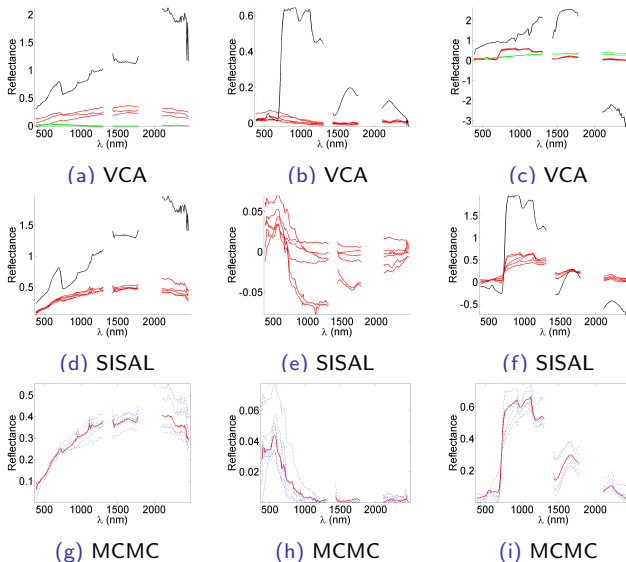 Reflectance
2
1.5
1
0.5
0
500 1000 1500 2000
λ (nm)
(a) VCA
Reflectance
0.6
0.4
0.2
0
500 1000 1500 2000
λ (nm)
(b) VCA
Reflectance
2
1
0
-1
-2
-3
500 1000 1500 2000
λ (nm)
(c) VCA
Reflectance
1.5
1
0.5
500 1000 1500 2000
λ (nm)
(d) SISAL
Reflectance
0.05
0
-0.05
500 1000 1500 2000
λ (nm)
(e) SISAL
Reflectance
1.5
1
0.5
0
-0.5
500 1000 1500 2000
λ (nm)
(f) SISAL
Reflectance
0.5
0.4
0.3
0.2
0.1
500 1000 1500 2000
λ (nm)
(g) MCMC
Reflectance
0.06
0.04
0.02
0
500 1000 1500 2000
λ (nm)
(h) MCMC
Reflectance
0.6
0.4
0.2
500 1000 1500 2000
λ (nm)
(i) MCMC